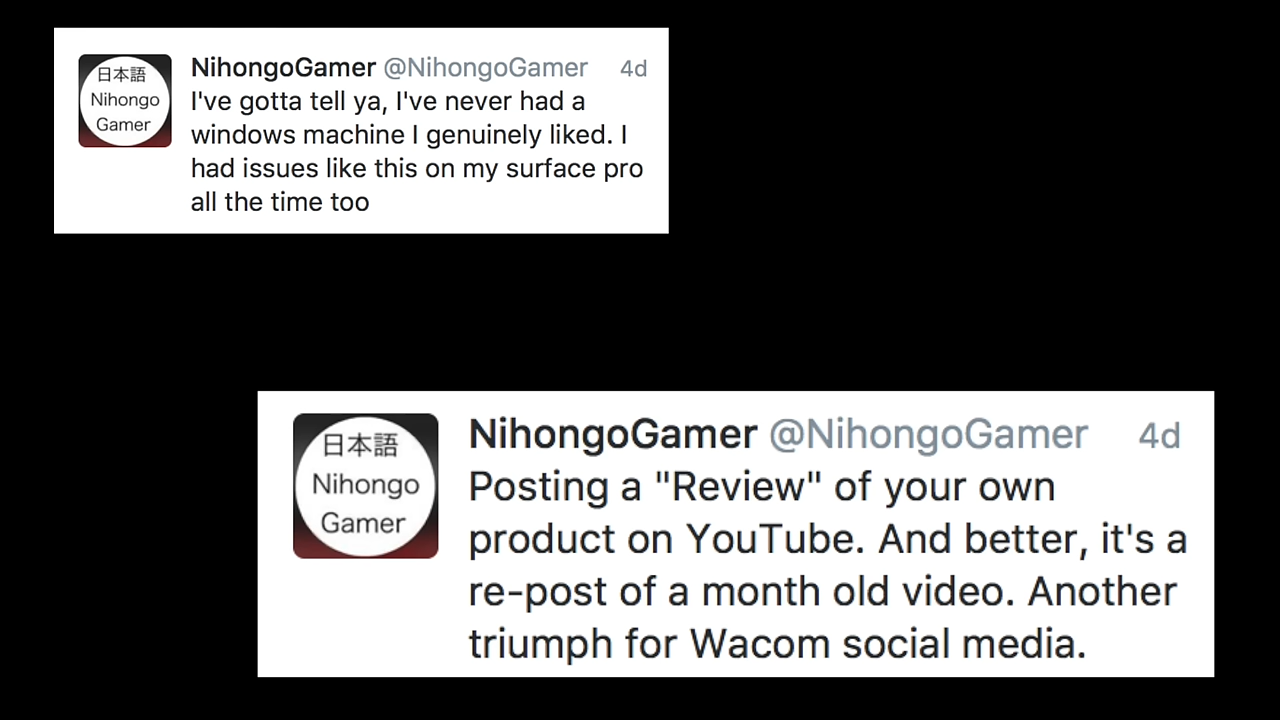 日本語
Nihongo
Gamer
NihongoGamer @NihongoGamer 4d
I've gotta tell ya, I've never had a
windows machine I genuinely liked. I
had issues like this on my surface pro
all the time too
日本語
Nihongo
Gamer
NihongoGamer @NihongoGamer 4d
Posting a "Review" of your own
product on YouTube. And better, it's a
re-post of a month old video. Another
triumph for Wacom social media.